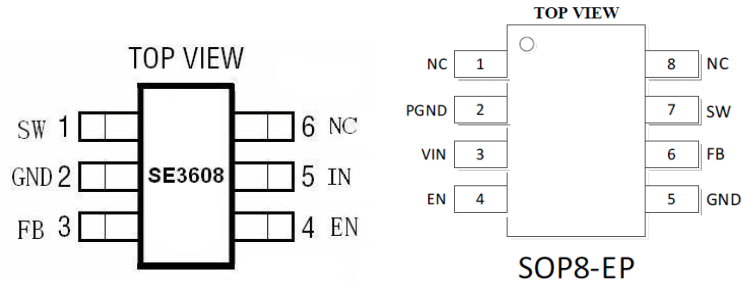 TOP VIEW
SW 1 6 NC
GND 2 SE3608 5 IN
FB 3 4 EN
TOP VIEW
NC 1 8 NC
PGND 2 7 SW
VIN 3 6 FB
EN 4 5 GND
SOP8-EP